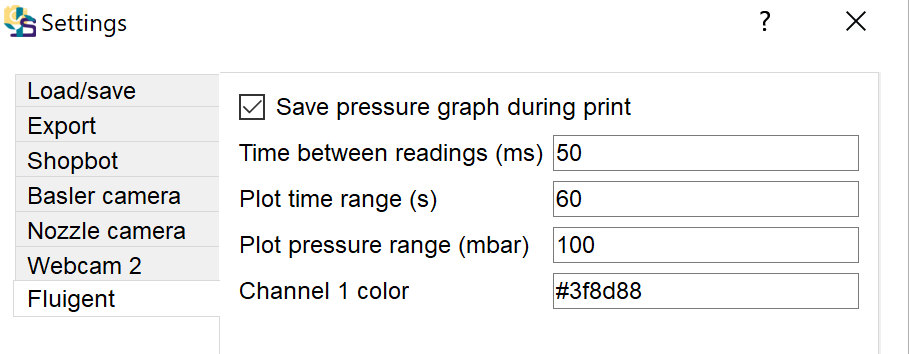 Settings
?
Load/save
Export
Shopbot
Basler camera
Nozzle camera
Webcam 2
Fluigent
Save pressure graph during print
Time between readings (ms) 50
Plot time range (s) 60
Plot pressure range (mbar) 100
Channel 1 color #3f8d88